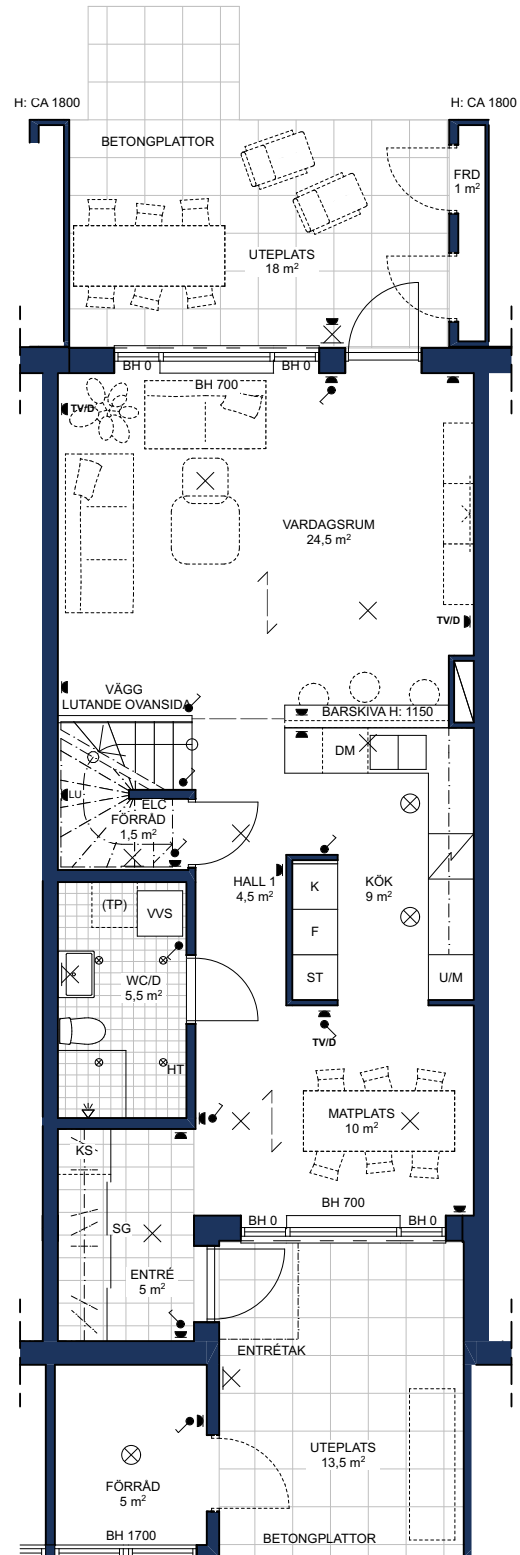 H: CA 1800
H: CA 1800
BETONGPLATTOR
FRD
1 m²
UTEPLATS
18 m²
BH 0
BH 0
BH 700
TV/D
VARDAGSRUM
24,5 m²
TV/D
VÄGG
LUTANDE OVANSIDA
BARSKIVA H: 1150
DM
LU
ELC
FÖRRÅD
1,5 m²
HALL 1
4,5 m²
K
KÖK
9 m²
(TP)
VVS
F
WC/D
5,5 m²
ST
U/M
TV/D
HT
MATPLATS
10 m²
KS
BH 700
SG
BH 0
BH 0
ENTRÉ
5 m²
ENTRÉTAK
UTEPLATS
13,5 m²
FÖRRÅD
5 m²
BH 1700
BETONGPLATTOR